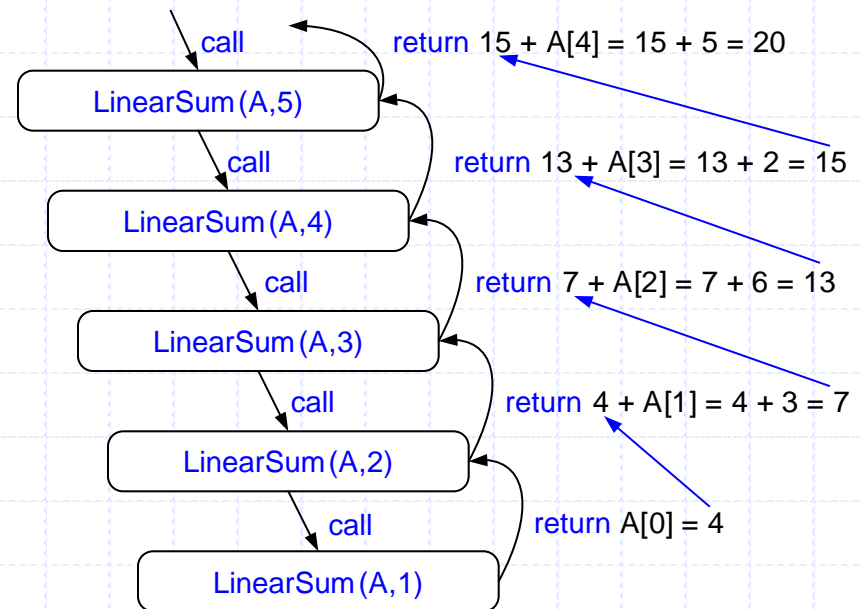 call
return 15 + A[4] = 15 + 5 = 20
LinearSum(A,5)
call
return 13 + A[3] = 13 + 2 = 15
LinearSum(A,4)
call
return 7 + A[2] = 7 + 6 = 13
LinearSum(A,3)
call
return 4 + A[1] = 4 + 3 = 7
LinearSum(A,2)
call
return A[0] = 4
LinearSum(A,1)